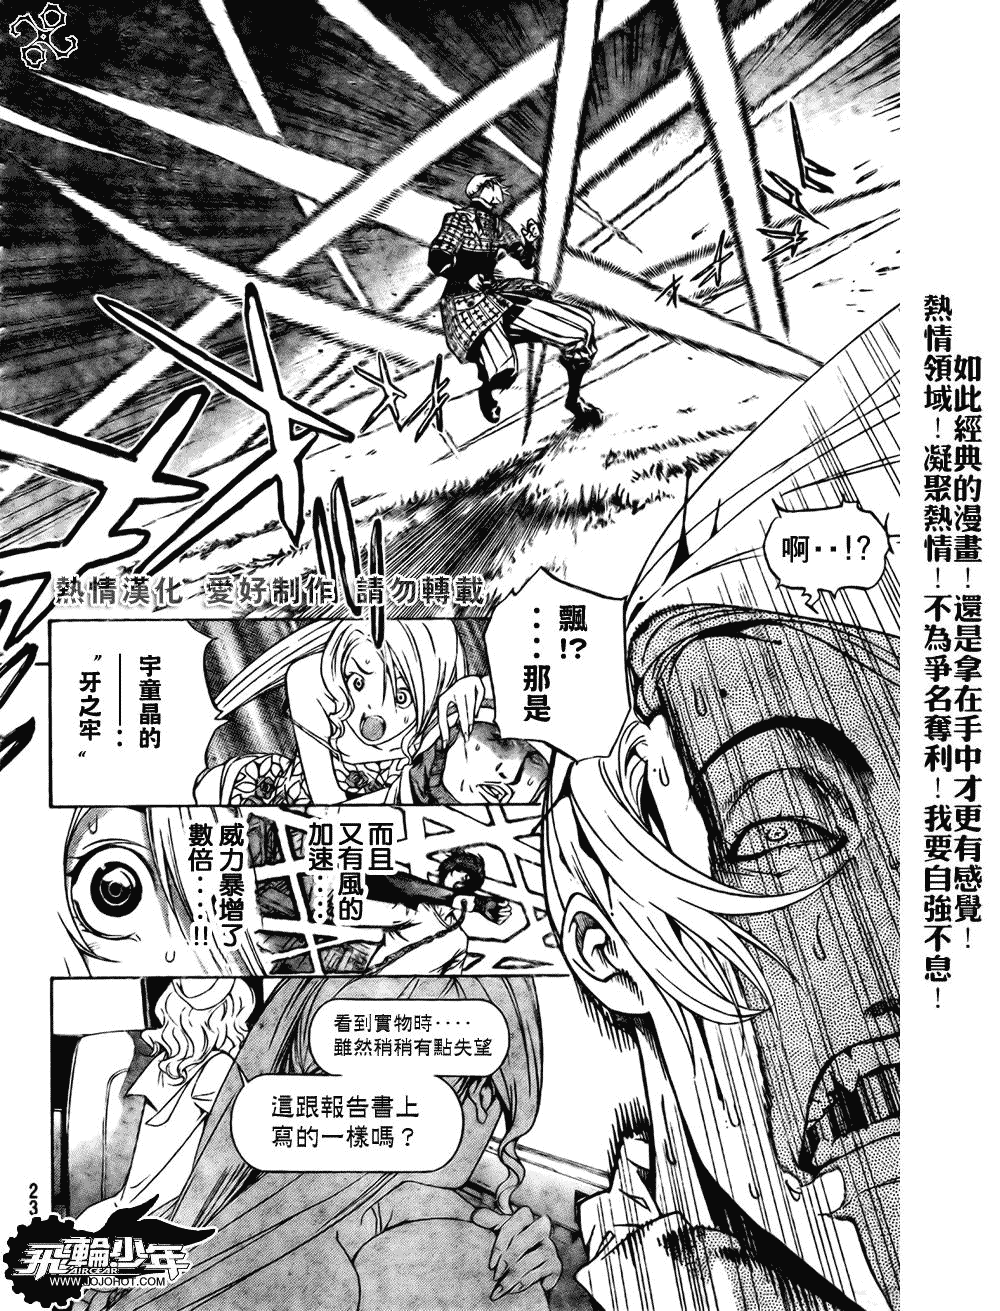 如此經典的漫畫！還是拿在手中才更有感覺！
熱情領域！凝聚熱情！不為爭名奪利！我要自強不息！
啊‥!?
熱情漢化 愛好制作 請勿轉載
飄!?
‥‥那是
宇童晶的
——：
〝牙之牢〞
而且
又有風的
加速‥‥
威力暴增了
數倍‥‥!!
看到實物時‥‥
雖然稍稍有點失望
這跟報告書上
寫的一樣嗎？
23
飛輪少年
AIRGEAR
WWW.JOJOHOT.COM